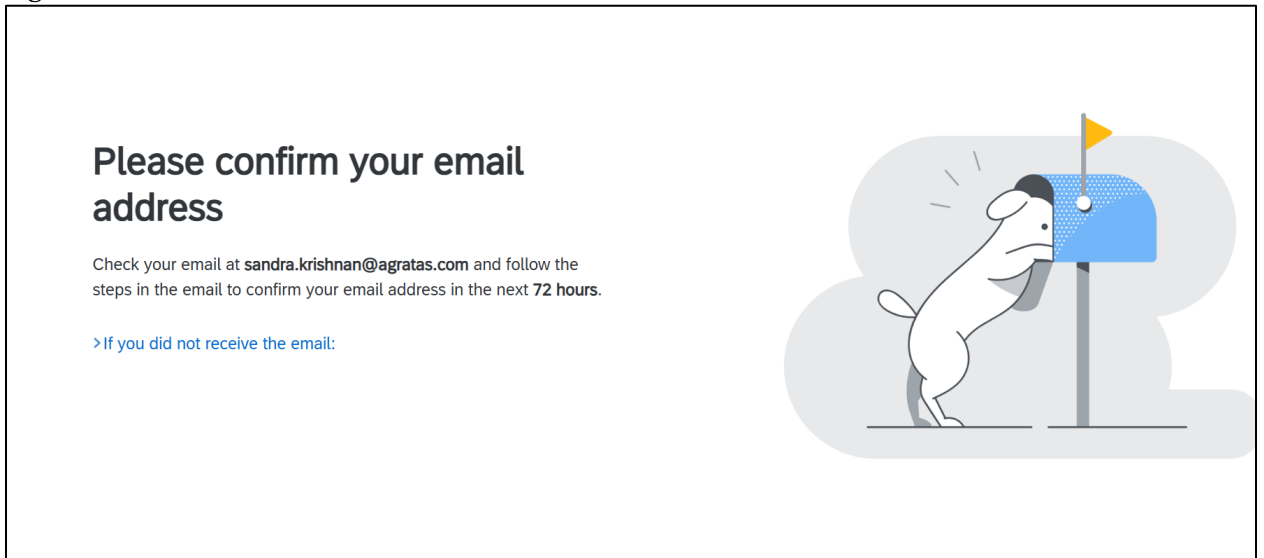 Please confirm your email
address
Check your email at sandra.krishnan@agratas.com and follow the
steps in the email to confirm your email address in the next 72 hours.
>If you did not receive the email: